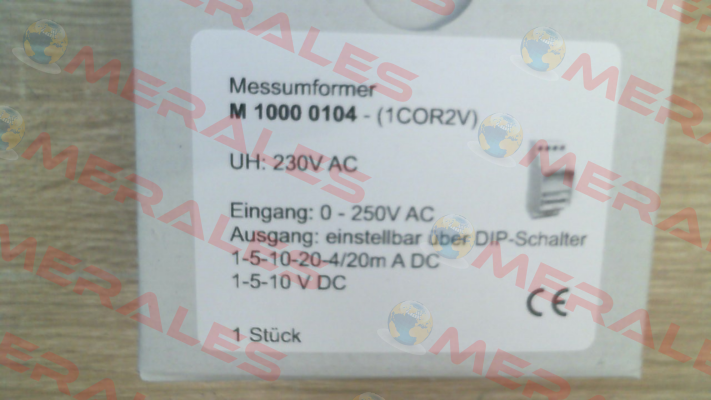 Messumformer
M 1000 0104 - (1COR2V)
UH: 230V AC
Eingang: 0 - 250V AC
Ausgang: einstellbar über DIP-Schalter
1-5-10-20-4/20m A DC
1-5-10 V DC
CE
1 Stück
MERALES
MERALES
MERALES
MERALES
MERALES
MERALES